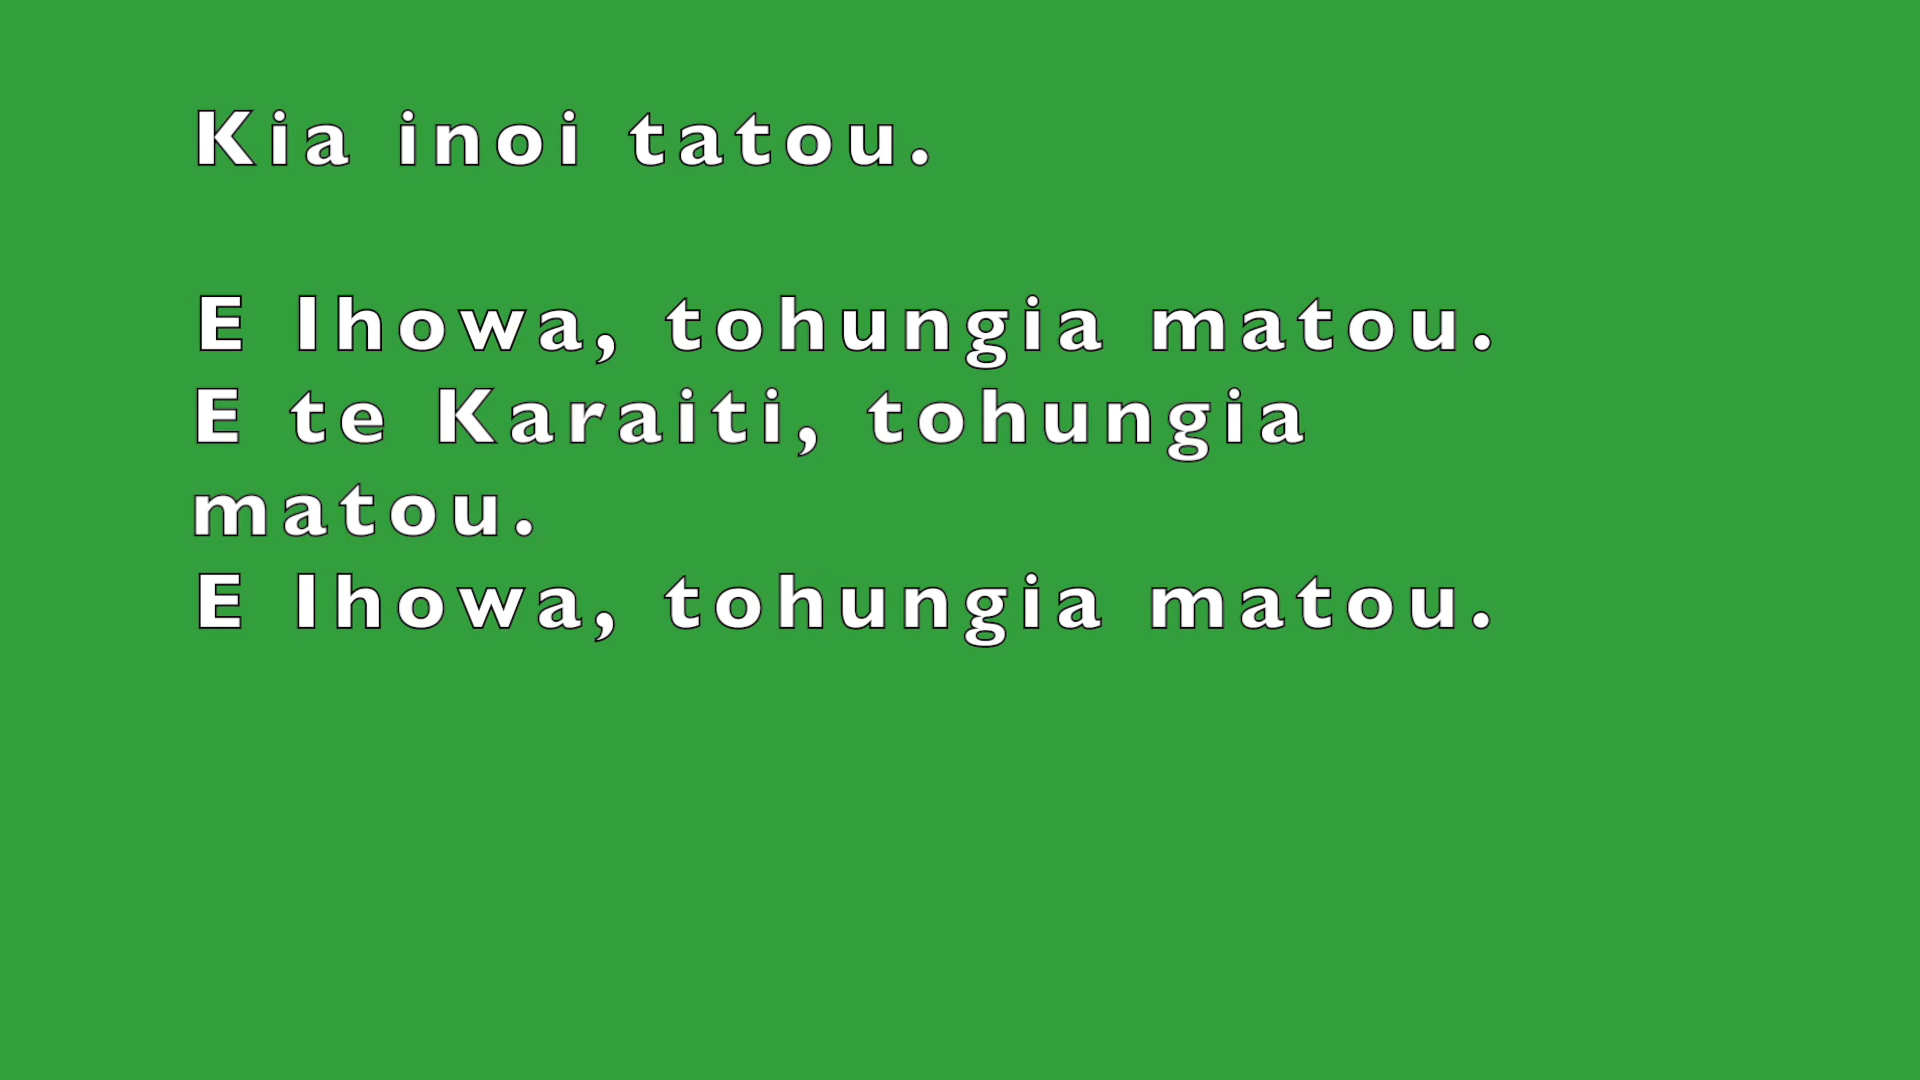 Kia inoi tatou.
E Ihowa, tohungia matou.
E te Karaiti, tohungia
matou.
E Ihowa, tohungia matou.